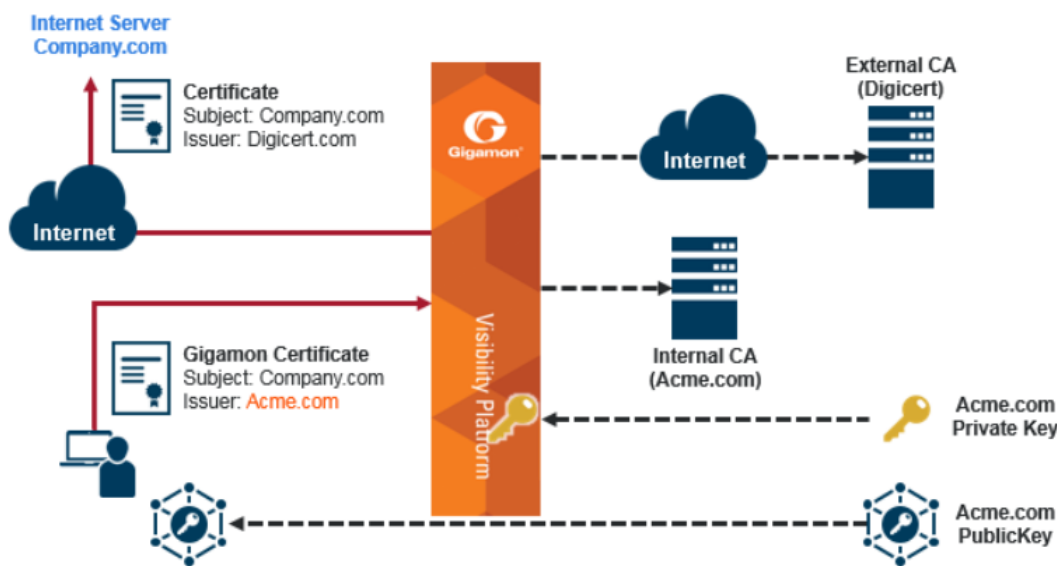 Internet Server
Company.com
Certificate
Subject: Company.com
Issuer: Digicert.com
Internet
Gigamon®
Internet
External CA
(Digicert)
Internal CA
(Acme.com)
Gigamon Certificate
Subject: Company.com
Issuer: Acme.com
Visibility Platform
Acme.com
Private Key
Acme.com
PublicKey